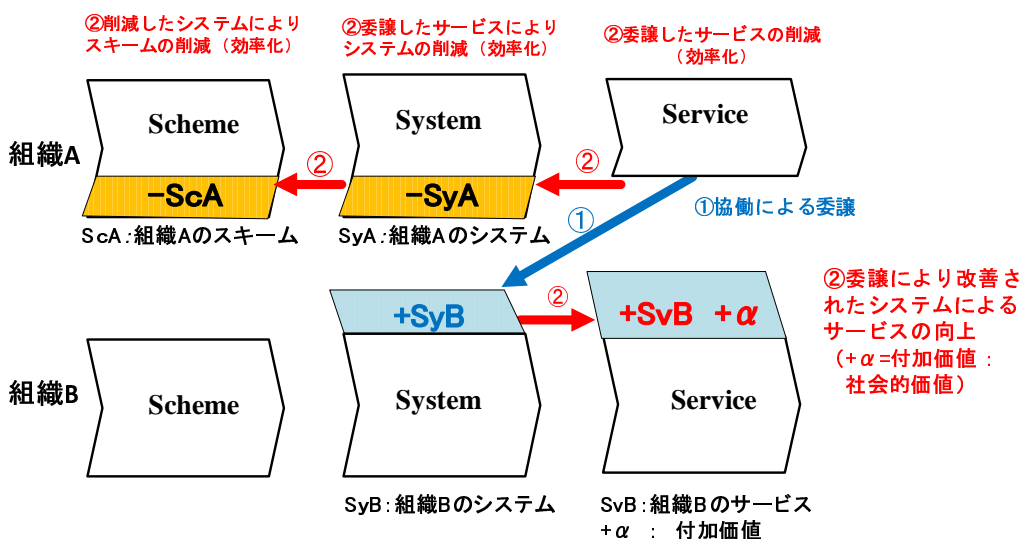 ②削減したシステムにより
スキームの削減（効率化）
②委譲したサービスにより
システムの削減（効率化）
②委譲したサービスの削減
（効率化）
組織A
Scheme
System
Service
−ScA
②
−SyA
②
ScA：組織Aのスキーム
SyA：組織Aのシステム
①
①協働による委譲
+SyB
②
+SvB +α
②委譲により改善さ
れたシステムによる
サービスの向上
（+α=付加価値：
社会的価値）
組織B
Scheme
System
Service
SyB：組織Bのシステム
SvB：組織Bのサービス
+α ： 付加価値